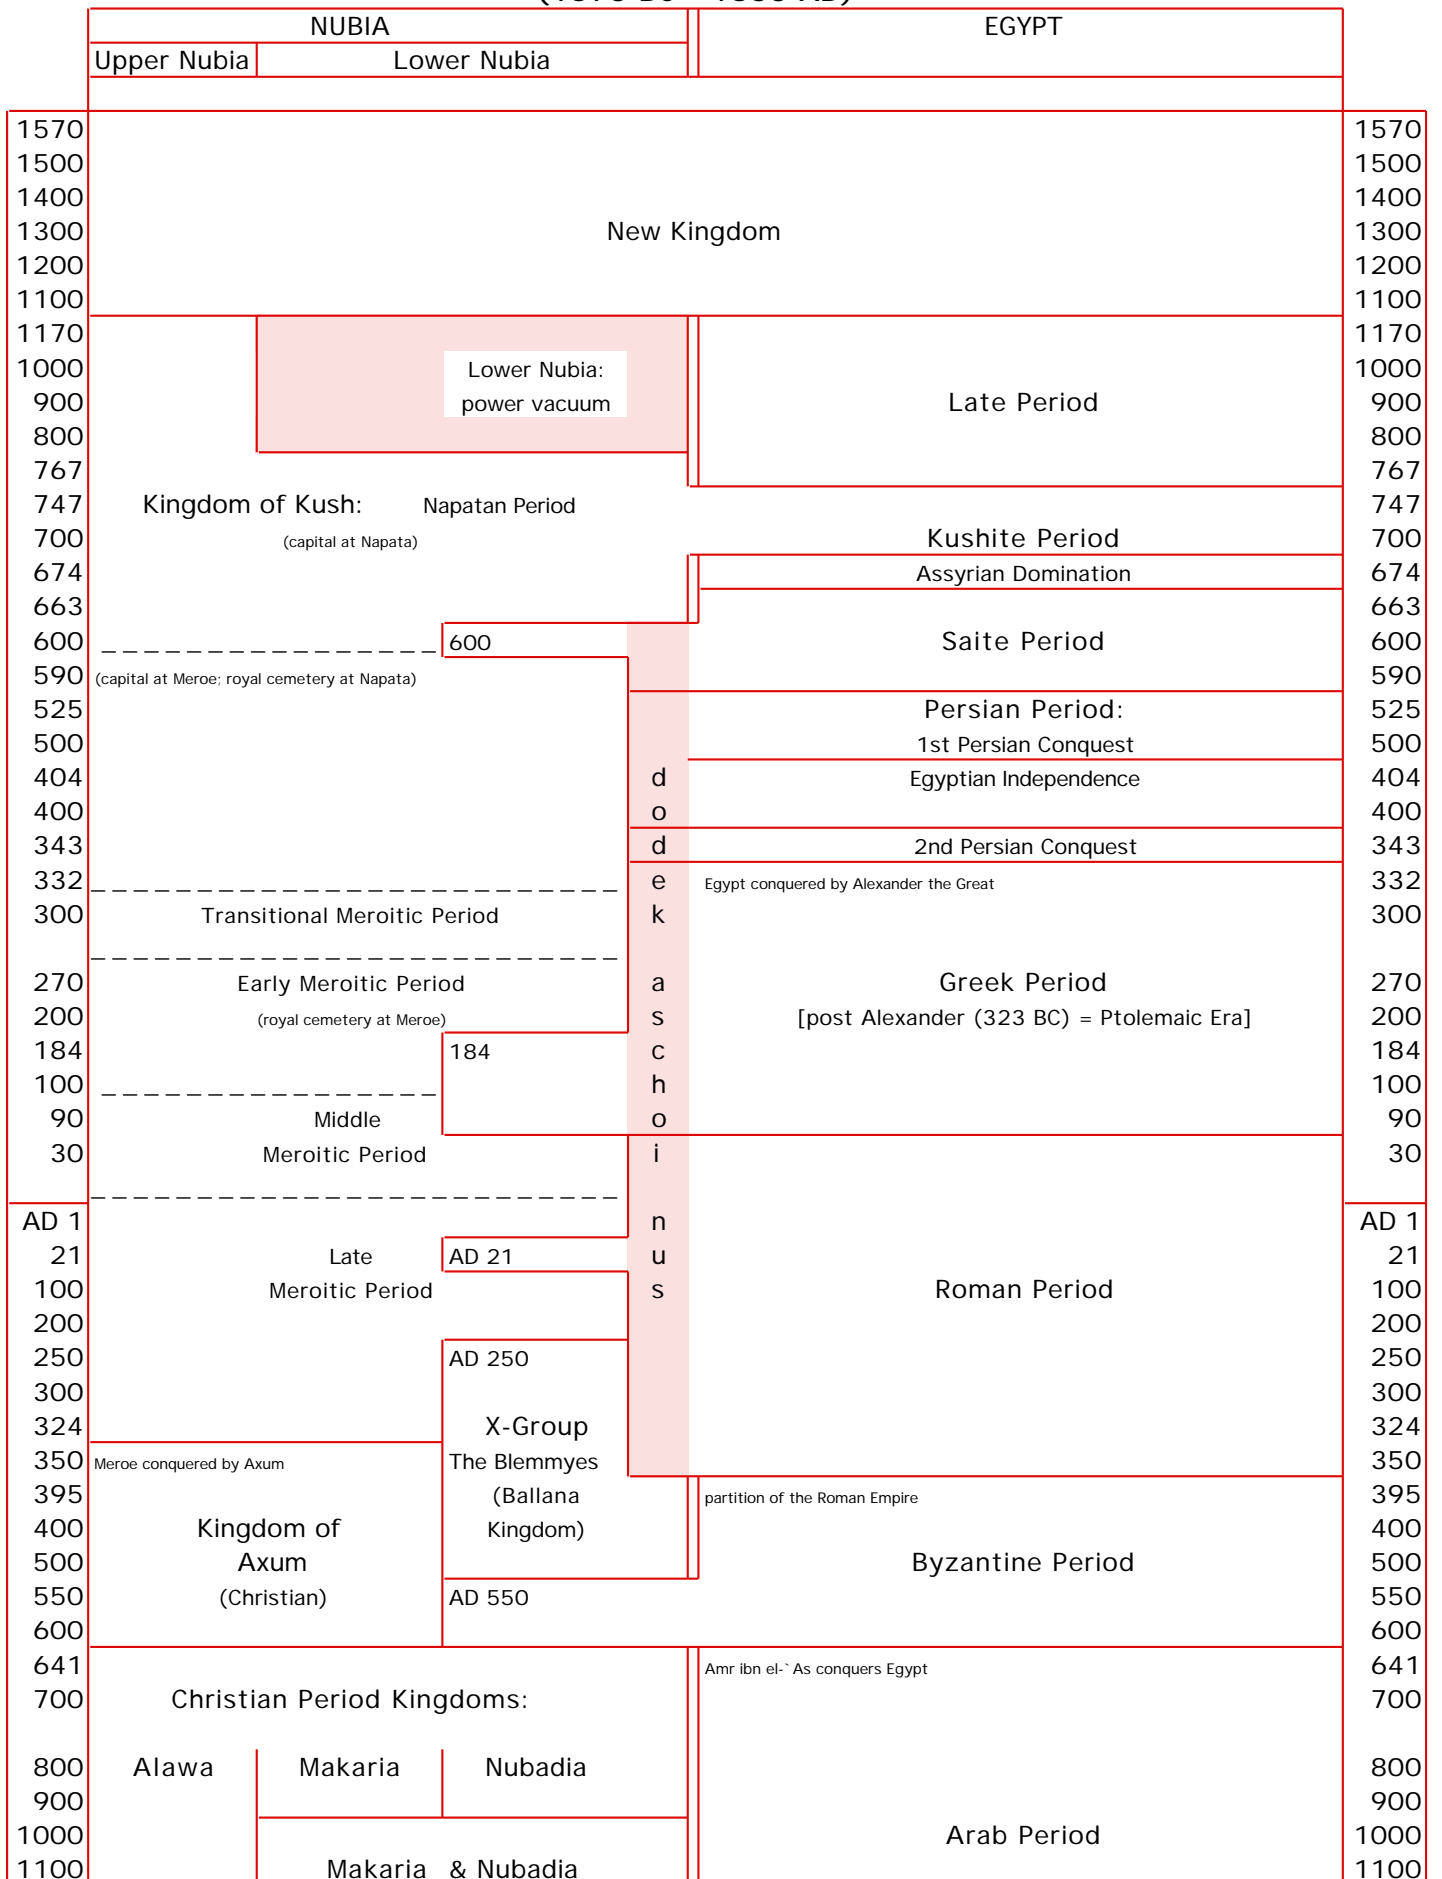 NUBIA EGYPT
Upper Nubia Lower Nubia
1570 1570
1500 1500
1400 1400
1300 New Kingdom 1300
1200 1200
1100 1100
1170 1170
1000 Lower Nubia: 1000
900 power vacuum Late Period 900
800 800
767 767
747 Kingdom of Kush: Napatan Period 747
700 (capital at Napata) Kushite Period 700
674 Assyrian Domination 674
663 663
600 600 Saite Period 600
590 (capital at Meroe; royal cemetery at Napata) 590
525 Persian Period: 525
500 1st Persian Conquest 500
404 d Egyptian Independence 404
400 o 400
343 d 2nd Persian Conquest 343
332 e Egypt conquered by Alexander the Great 332
300 Transitional Meroitic Period k 300
270 Early Meroitic Period a Greek Period 270
200 (royal cemetery at Meroe) s [post Alexander (323 BC) = Ptolemaic Era] 200
184 184 c 184
100 h 100
90 Middle o 90
30 Meroitic Period i 30
AD 1 n AD 1
21 Late AD 21 u 21
100 Meroitic Period s Roman Period 100
200 200
250 AD 250 250
300 300
324 X-Group 324
350 Meroe conquered by Axum The Blemmyes 350
395 (Ballana partition of the Roman Empire 395
400 Kingdom of Kingdom) 400
500 Axum Byzantine Period 500
550 (Christian) AD 550 550
600 600
641 Amr ibn el-`As conquers Egypt 641
700 Christian Period Kingdoms: 700
800 Alawa Makaria Nubadia 800
900 900
1000 Arab Period 1000
1100 Makaria & Nubadia 1100